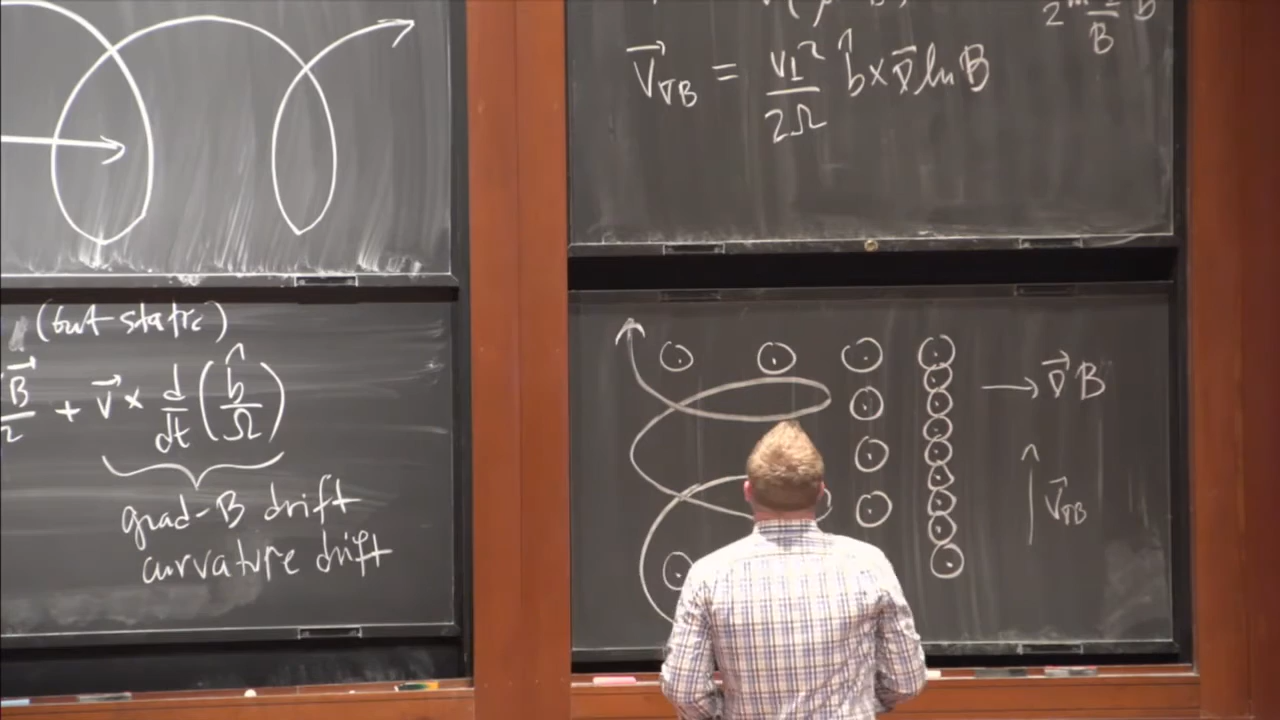 (but static)
B⃗ + v⃗ × d/dt (b̂/Ω)
grad-B drift
curvature drift
v⃗_∇B = v⊥²/2Ω b̂ × ∇⃗ ln B
→ ∇⃗B
v⃗_∇B